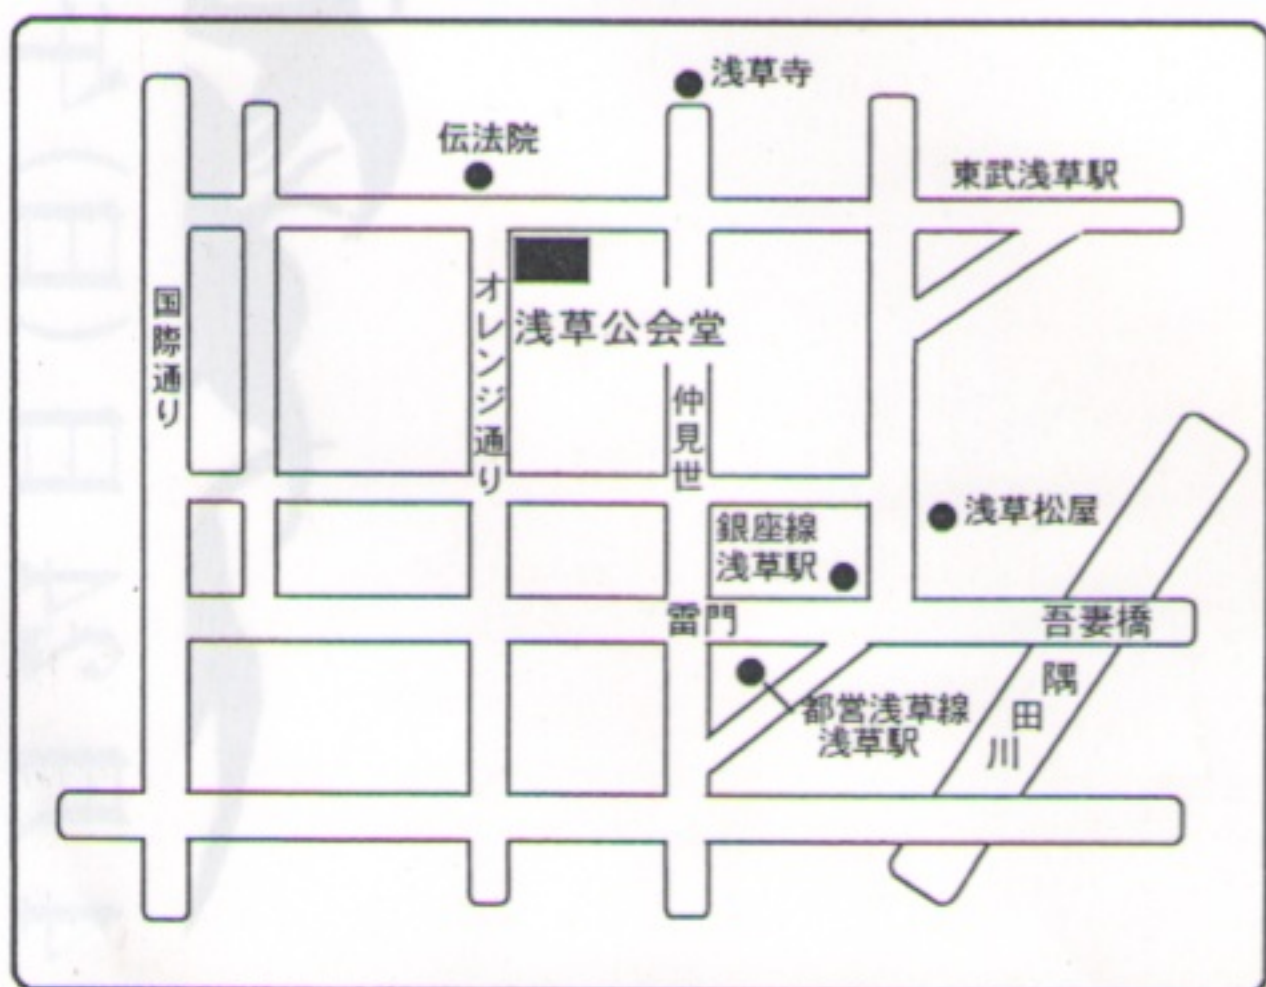 浅草寺
伝法院
東武浅草駅
国際通り
オレンジ通り
浅草公会堂
仲見世
浅草松屋
銀座線
浅草駅
雷門
吾妻橋
隅田川
都営浅草線
浅草駅